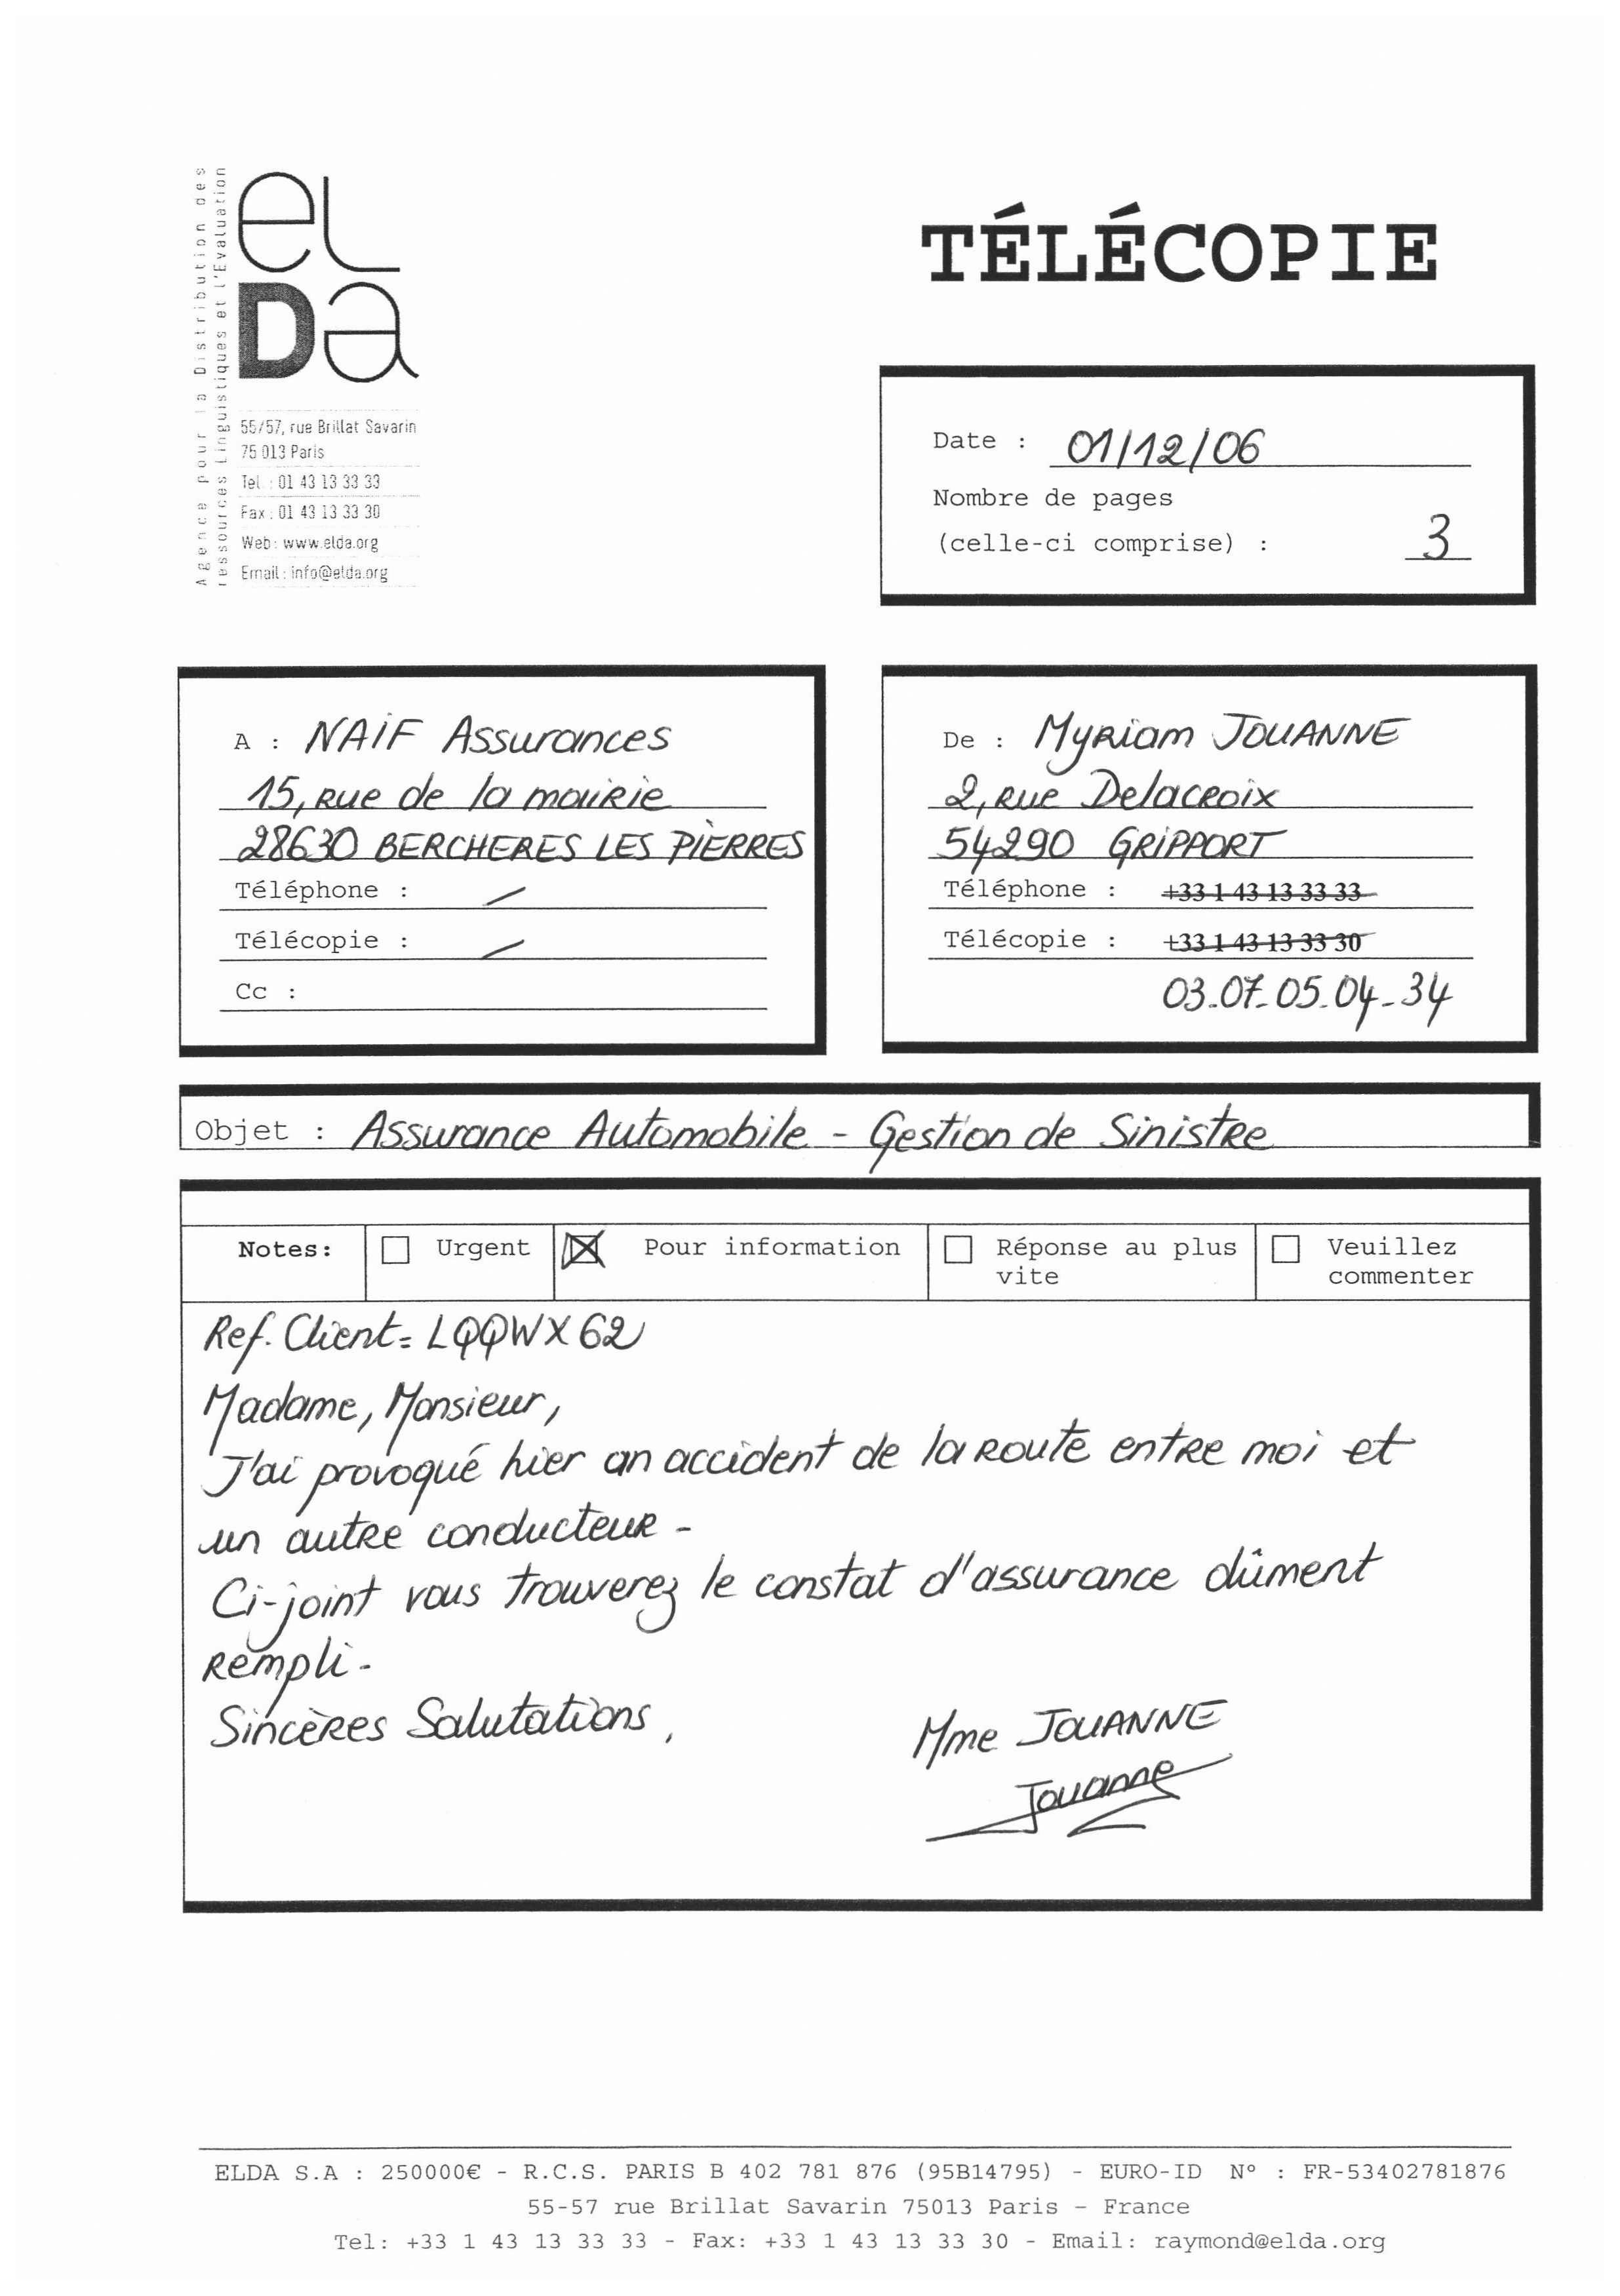 Agence pour la Distribution des
ressources linguistiques et l'Evaluation
eL
Da
55/57, rue Brillat Savarin
75 013 Paris
Tel. : 01 43 13 33 33
Fax : 01 43 13 33 30
Web : www.elda.org
Email : info@elda.org
TÉLÉCOPIE
Date : 01/12/06
Nombre de pages
(celle-ci comprise) : 3
A : NAIF Assurances
15, rue de la mairie
28630 BERCHERES LES PIERRES
Téléphone : /
Télécopie : /
Cc :
De : Myriam JOUANNE
2, rue Delacroix
54290 GRIPPORT
Téléphone : +33 1 43 13 33 33
Télécopie : +33 1 43 13 33 30
03.07.05.04.34
Objet : Assurance Automobile - Gestion de Sinistre
Notes: Urgent Pour information Réponse au plus vite Veuillez commenter
Ref. Client: LQQWX62
Madame, Monsieur,
J'ai provoqué hier un accident de la route entre moi et
un autre conducteur.
Ci-joint vous trouverez le constat d'assurance dûment
rempli.
Sincères Salutations,
Mme JOUANNE
Jouanne
ELDA S.A : 250000€ - R.C.S. PARIS B 402 781 876 (95B14795) - EURO-ID N° : FR-53402781876
55-57 rue Brillat Savarin 75013 Paris - France
Tel: +33 1 43 13 33 33 - Fax: +33 1 43 13 33 30 - Email: raymond@elda.org